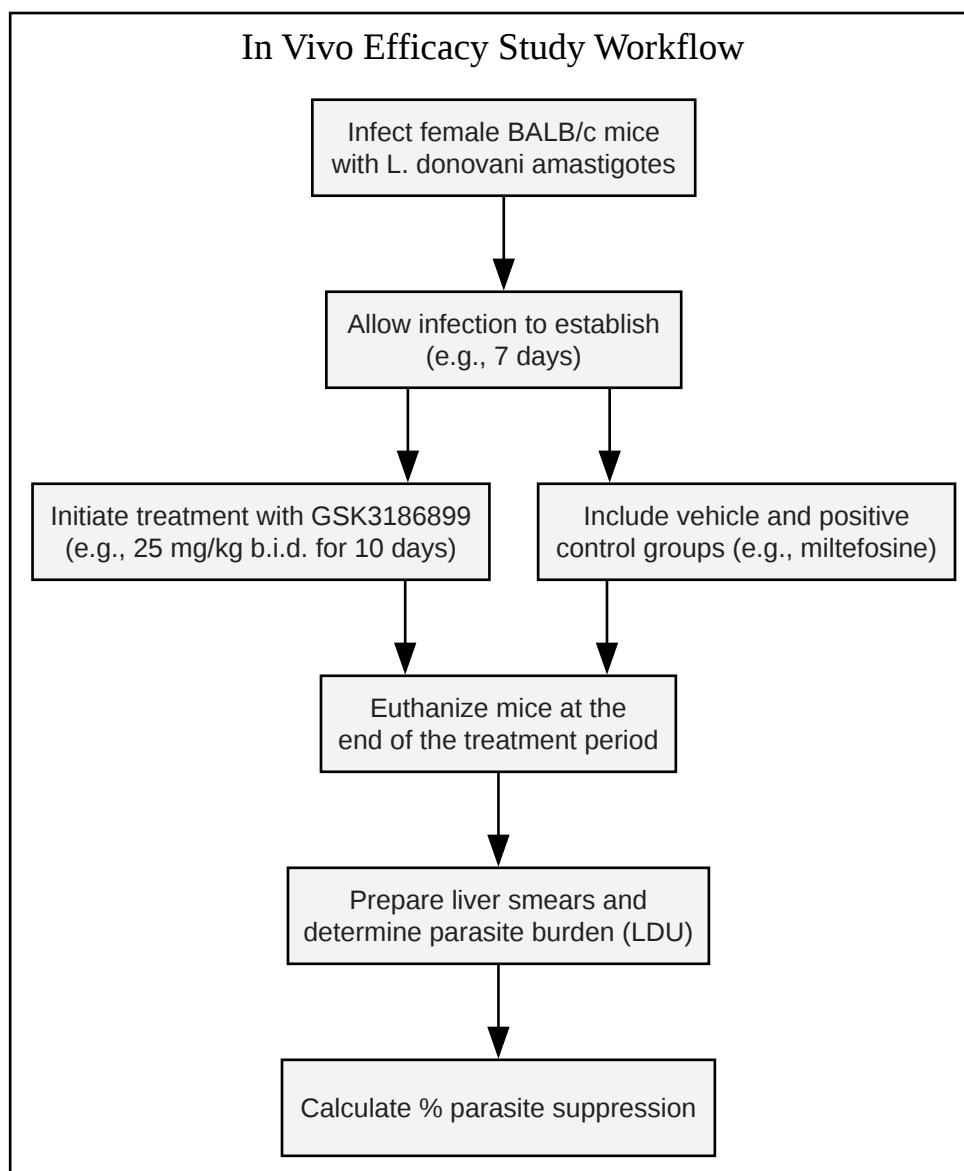 In Vivo Efficacy Study Workflow
Infect female BALB/c mice
with L. donovani amastigotes
Allow infection to establish
(e.g., 7 days)
Initiate treatment with GSK3186899
(e.g., 25 mg/kg b.i.d. for 10 days)
Include vehicle and positive
control groups (e.g., miltefosine)
Euthanize mice at the
end of the treatment period
Prepare liver smears and
determine parasite burden (LDU)
Calculate % parasite suppression